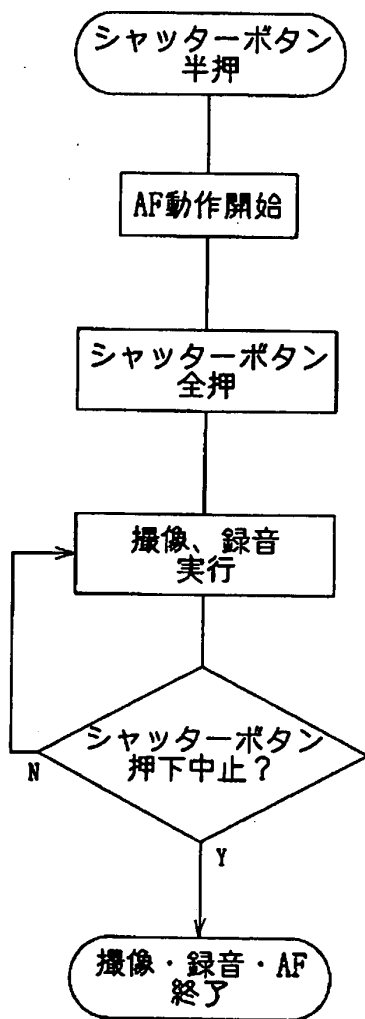 シャッターボタン
半押
AF動作開始
シャッターボタン
全押
撮像、録音
実行
シャッターボタン
押下中止?
N
Y
撮像・録音・AF
終了